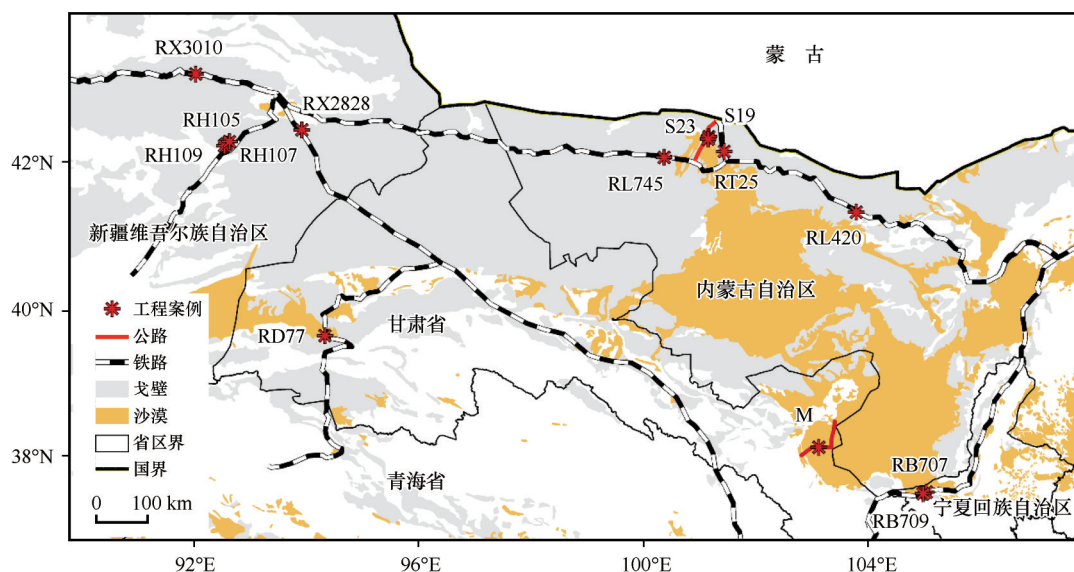 蒙 古
RX3010
RX2828
S19
S23
RH105
42°N
RH109
RH107
RL745
RT25
新疆维吾尔族自治区
RL420
内蒙古自治区
工程案例
40°N
公路
甘肃省
RD77
铁路
戈壁
沙漠
M
省区界
38°N
国界
RB707
0 100 km
青海省
宁夏回族自治区
RB709
92°E
96°E
100°E
104°E